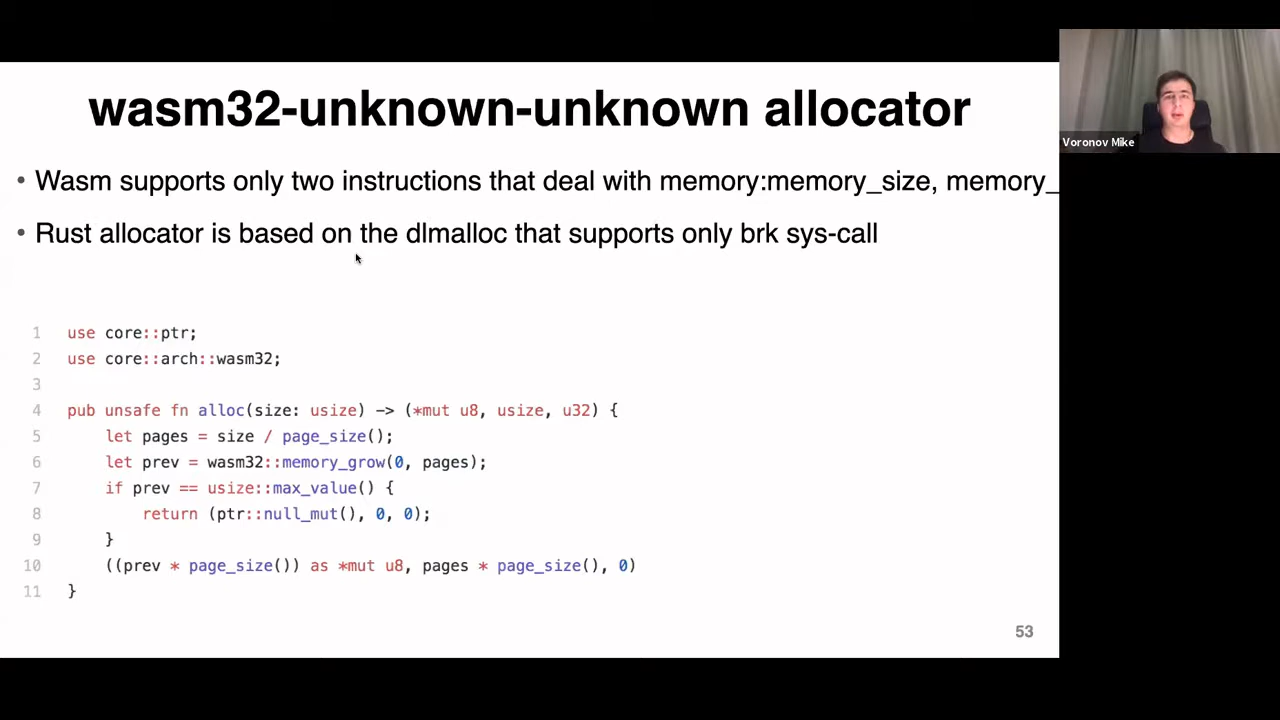 wasm32-unknown-unknown allocator
Voronov Mike
• Wasm supports only two instructions that deal with memory:memory_size, memory_
• Rust allocator is based on the dlmalloc that supports only brk sys-call
1 use core::ptr;
2 use core::arch::wasm32;
3
4 pub unsafe fn alloc(size: usize) -> (*mut u8, usize, u32) {
5     let pages = size / page_size();
6     let prev = wasm32::memory_grow(0, pages);
7     if prev == usize::max_value() {
8         return (ptr::null_mut(), 0, 0);
9     }
10     ((prev * page_size()) as *mut u8, pages * page_size(), 0)
11 }
53